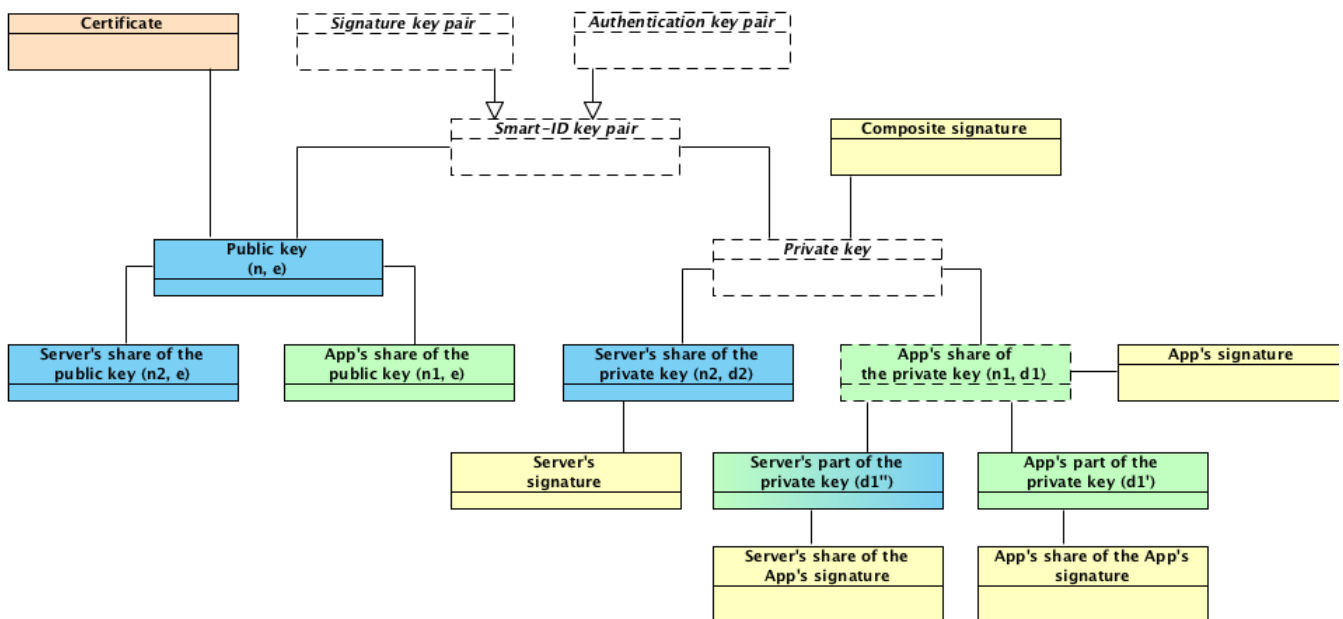 Certificate
Signature key pair
Authentication key pair
Smart-ID key pair
Composite signature
Public key
(n, e)
Private key
Server's share of the
public key (n2, e)
App's share of the
public key (n1, e)
Server's share of the
private key (n2, d2)
App's share of
the private key (n1, d1)
App's signature
Server's
signature
Server's part of the
private key (d1'')
App's part of the
private key (d1')
Server's share of the
App's signature
App's share of the App's
signature